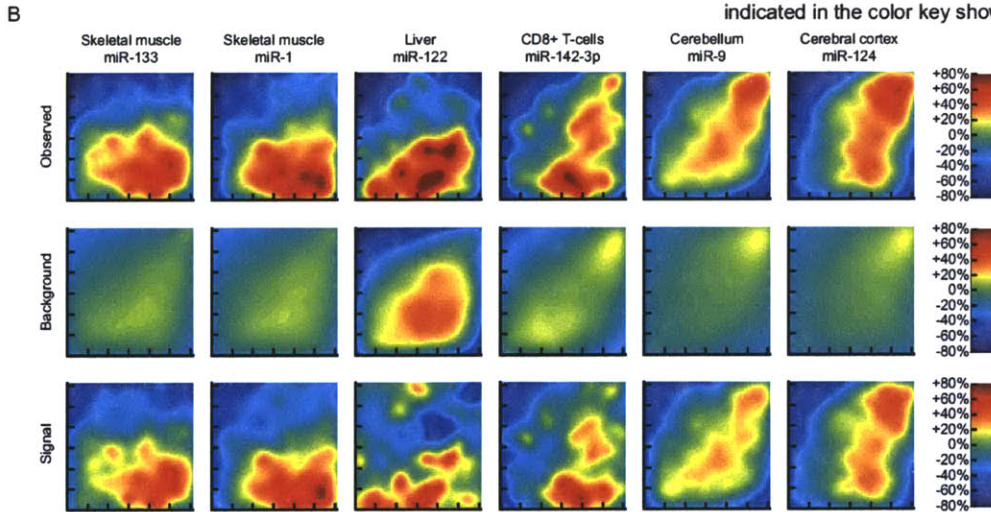 B
indicated in the color key show
Skeletal muscle
miR-133
Skeletal muscle
miR-1
Liver
miR-122
CD8+ T-cells
miR-142-3p
Cerebellum
miR-9
Cerebral cortex
miR-124
Observed
+80%
+60%
+40%
+20%
0%
-20%
-40%
-60%
-80%
Background
+80%
+60%
+40%
+20%
0%
-20%
-40%
-60%
-80%
Signal
+80%
+60%
+40%
+20%
0%
-20%
-40%
-60%
-80%